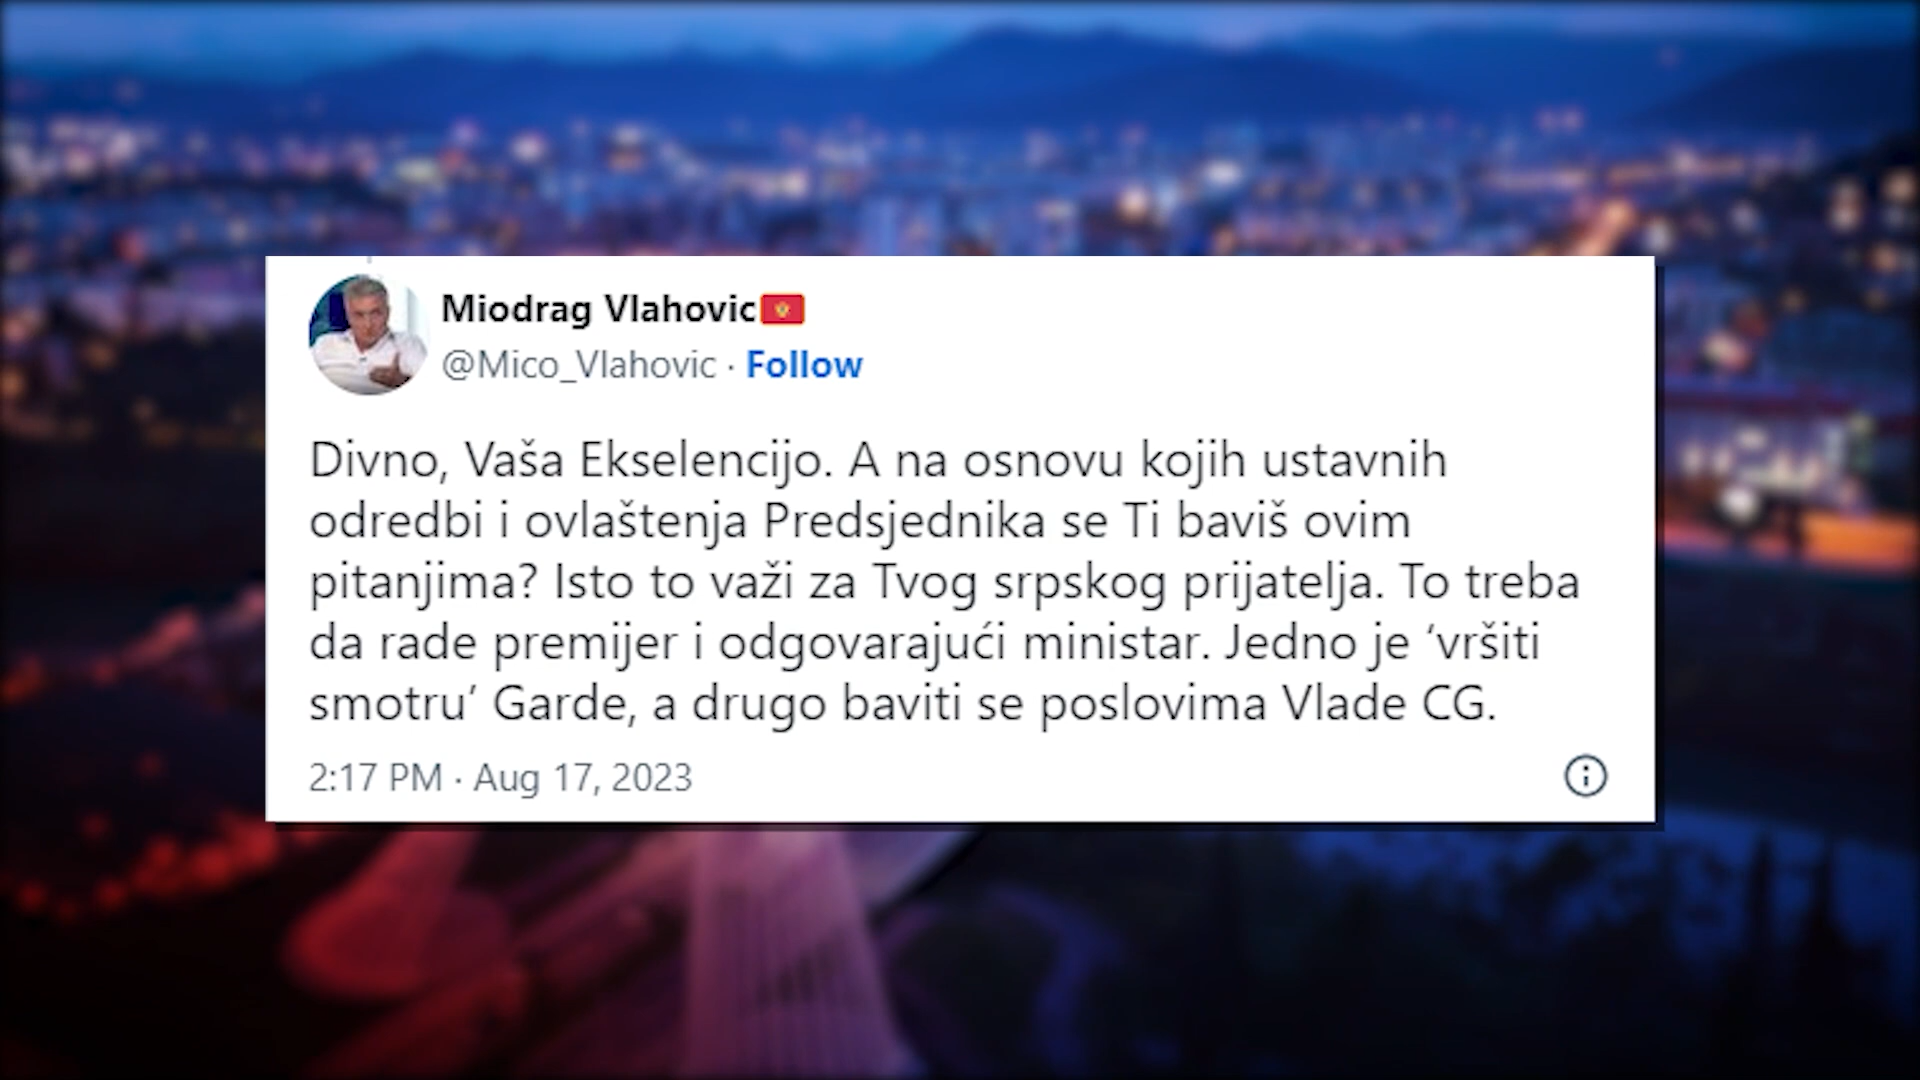 Miodrag Vlahovic
@Mico_Vlahovic · Follow
Divno, Vaša Ekselencijo. A na osnovu kojih ustavnih
odredbi i ovlaštenja Predsjednika se Ti baviš ovim
pitanjima? Isto to važi za Tvog srpskog prijatelja. To treba
da rade premijer i odgovarajući ministar. Jedno je ‘vršiti
smotru’ Garde, a drugo baviti se poslovima Vlade CG.
2:17 PM · Aug 17, 2023